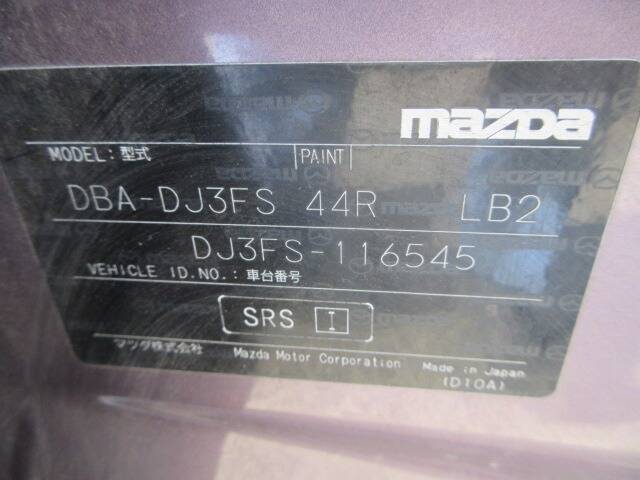 mazda
MODEL：型式 |PAINT|
DBA-DJ3FS 44R LB2
DJ3FS-116545
VEHICLE ID.NO.：車台番号
SRS I
マツダ株式会社 Mazda Motor Corporation Made in Japan
(D10A)